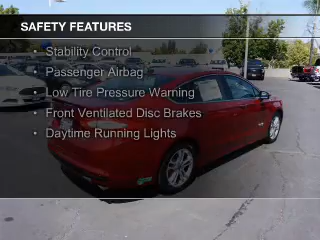 SAFETY FEATURES
• Stability Control
• Passenger Airbag
• Low Tire Pressure Warning
• Front Ventilated Disc Brakes
• Daytime Running Lights